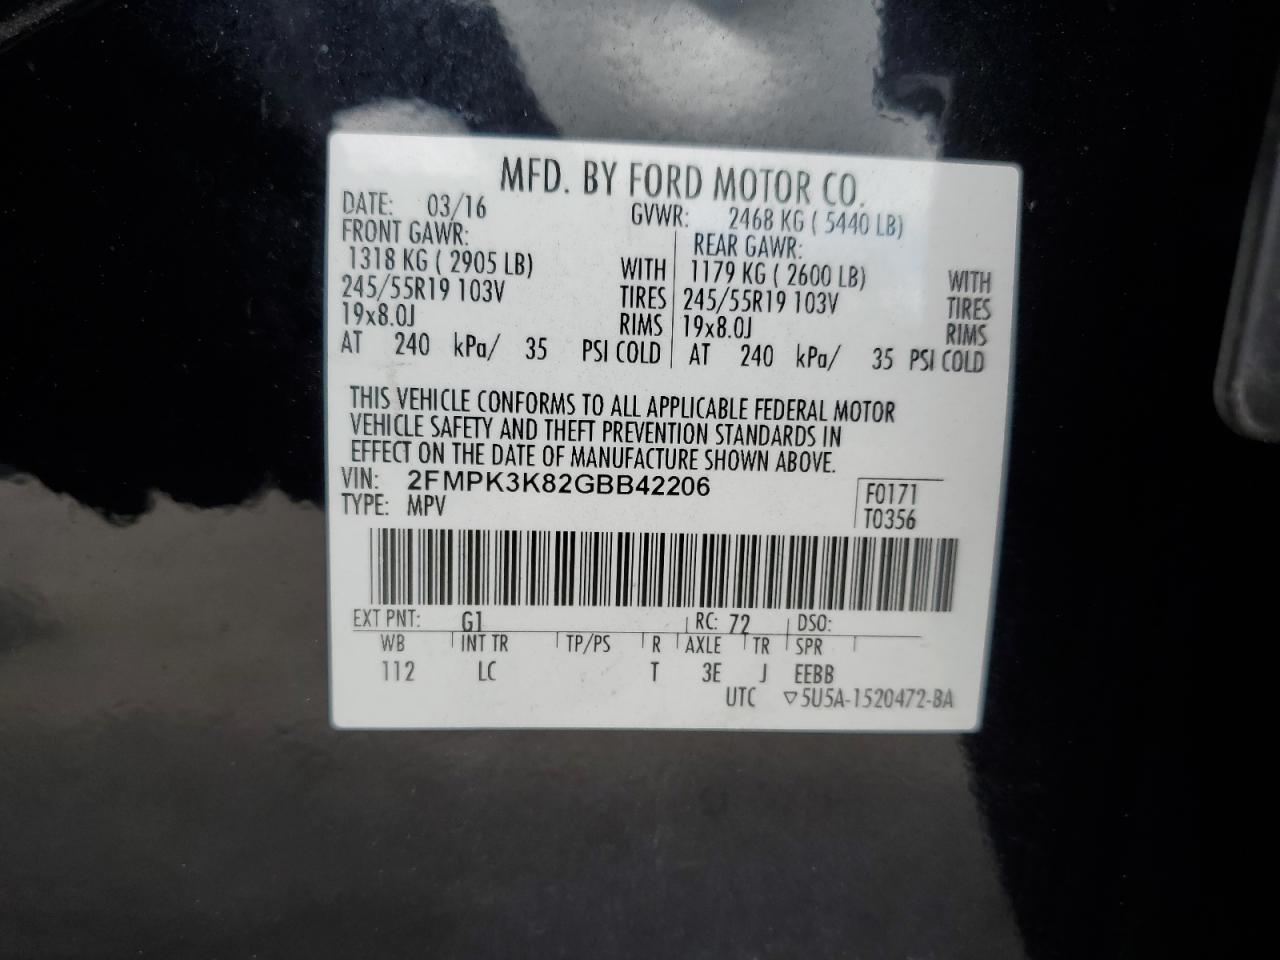 MFD. BY FORD MOTOR CO.
DATE: 03/16 GVWR: 2468 KG ( 5440 LB)
FRONT GAWR: REAR GAWR:
1318 KG ( 2905 LB) WITH 1179 KG ( 2600 LB) WITH
245/55R19 103V TIRES 245/55R19 103V TIRES
19x8.0J RIMS 19x8.0J RIMS
AT 240 kPa/ 35 PSI COLD AT 240 kPa/ 35 PSI COLD
THIS VEHICLE CONFORMS TO ALL APPLICABLE FEDERAL MOTOR
VEHICLE SAFETY AND THEFT PREVENTION STANDARDS IN
EFFECT ON THE DATE OF MANUFACTURE SHOWN ABOVE.
VIN: 2FMPK3K82GBB42206 F0171
TYPE: MPV T0356
EXT PNT: G1 RC: 72 DSO:
WB INT TR TP/PS R AXLE TR SPR
112 LC T 3E J EEBB
UTC ▽5U5A-1520472-BA